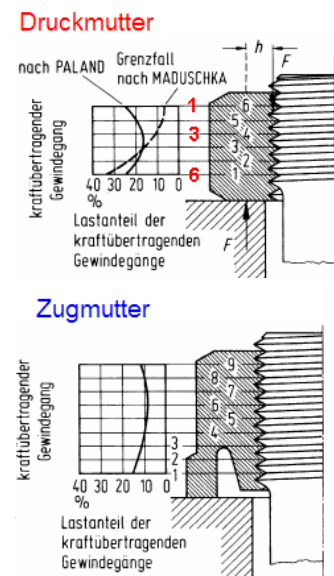 Druckmutter
nach PALAND
Grenzfall
nach MADUSCHKA
h
F
kraftübertragender
Gewindegang
1
3
6
6
5
4
3
2
1
40 30 20 10 0
%
F
Lastanteil der
kraftübertragenden
Gewindegänge
Zugmutter
kraftübertragender
Gewindegang
9
8
7
6
5
4
3
2
1
40 30 20 10 0
%
Lastanteil der
kraftübertragenden
Gewindegänge